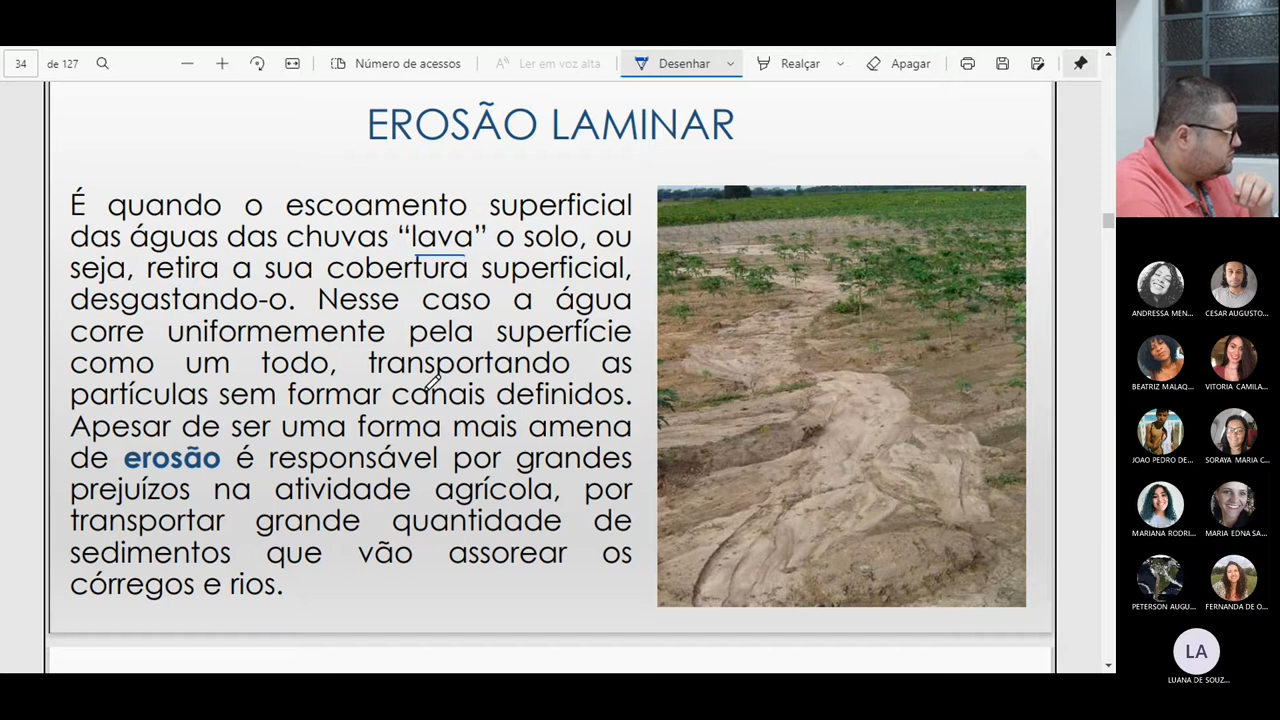 34 de 127 Número de acessos Ler em voz alta Desenhar Realçar Apagar
EROSÃO LAMINAR
É quando o escoamento superficial
das águas das chuvas “lava” o solo, ou
seja, retira a sua cobertura superficial,
desgastando-o. Nesse caso a água
corre uniformemente pela superfície
como um todo, transportando as
partículas sem formar canais definidos.
Apesar de ser uma forma mais amena
de erosão é responsável por grandes
prejuízos na atividade agrícola, por
transportar grande quantidade de
sedimentos que vão assorear os
córregos e rios.
ANDRESSA MEN... CESAR AUGUSTO...
BEATRIZ MALAQ... VITORIA CAMILA...
JOAO PEDRO DE... SORAYA MARIA C...
MARIANA RODRI... MARIA EDNA SA...
PETERSON AUGU... FERNANDA DE O...
LA
LUANA DE SOUZ...